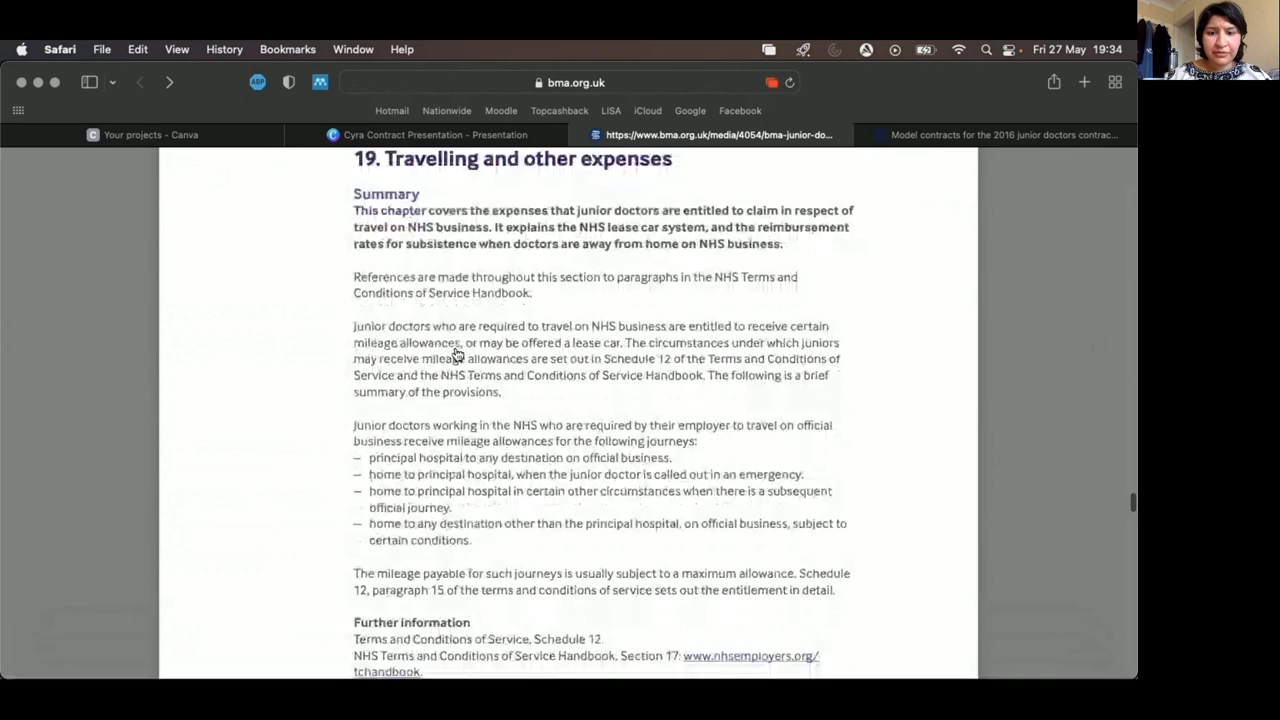 Safari File Edit View History Bookmarks Window Help Fri 27 May 19:34
ABP bma.org.uk
Hotmail Nationwide Moodle Topcashback LISA iCloud Google Facebook
C Your projects - Canva Cyra Contract Presentation - Presentation https://www.bma.org.uk/media/4054/bma-junior-do... Model contracts for the 2016 junior doctors contrac...
19. Travelling and other expenses
Summary
This chapter covers the expenses that junior doctors are entitled to claim in respect of
travel on NHS business. It explains the NHS lease car system, and the reimbursement
rates for subsistence when doctors are away from home on NHS business.
References are made throughout this section to paragraphs in the NHS Terms and
Conditions of Service Handbook.
Junior doctors who are required to travel on NHS business are entitled to receive certain
mileage allowances, or may be offered a lease car. The circumstances under which juniors
may receive mileage allowances are set out in Schedule 12 of the Terms and Conditions of
Service and the NHS Terms and Conditions of Service Handbook. The following is a brief
summary of the provisions.
Junior doctors working in the NHS who are required by their employer to travel on official
business receive mileage allowances for the following journeys:
– principal hospital to any destination on official business.
– home to principal hospital, when the junior doctor is called out in an emergency.
– home to principal hospital in certain other circumstances when there is a subsequent
official journey.
– home to any destination other than the principal hospital, on official business, subject to
certain conditions.
The mileage payable for such journeys is usually subject to a maximum allowance. Schedule
12, paragraph 15 of the terms and conditions of service sets out the entitlement in detail.
Further information
Terms and Conditions of Service, Schedule 12.
NHS Terms and Conditions of Service Handbook, Section 17: www.nhsemployers.org/
tchandbook.